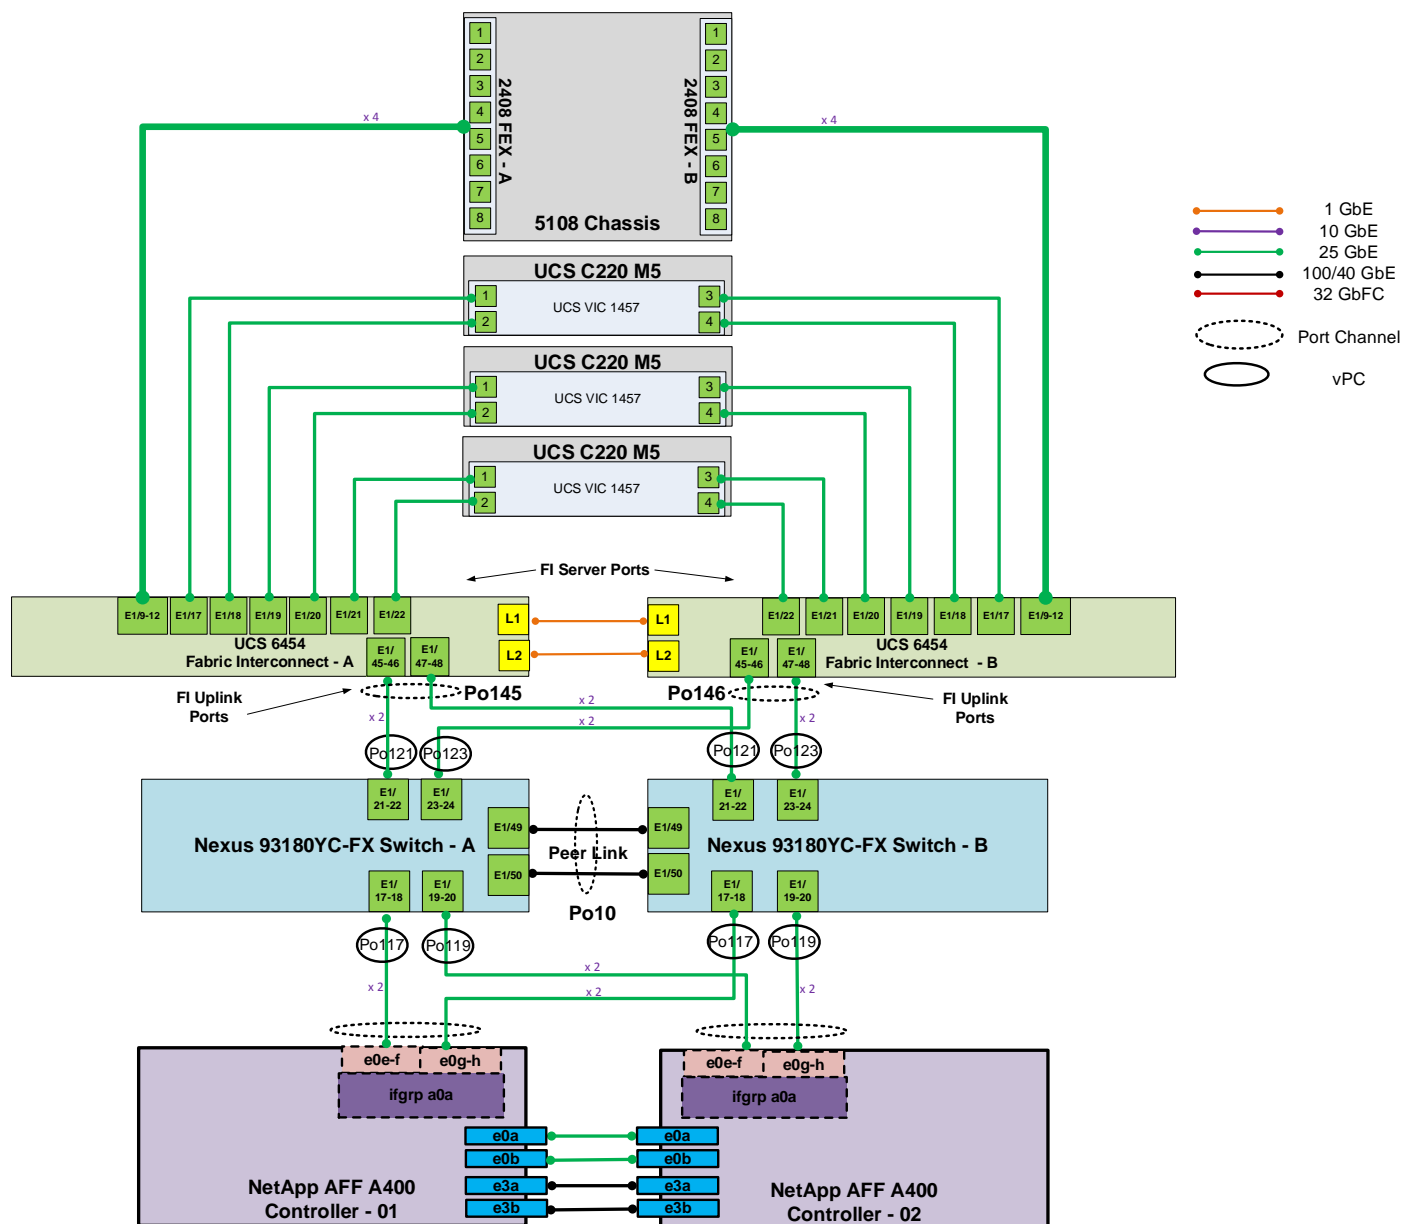 1
2
3
4
5
6
7
8
2408 FEX - A
1
2
3
4
5
6
7
8
2408 FEX - B
5108 Chassis
x 4
x 4
1 GbE
10 GbE
25 GbE
100/40 GbE
32 GbFC
Port Channel
vPC
UCS C220 M5
1
2
UCS VIC 1457
3
4
UCS C220 M5
1
2
UCS VIC 1457
3
4
UCS C220 M5
1
2
UCS VIC 1457
3
4
FI Server Ports
E1/9-12
E1/17
E1/18
E1/19
E1/20
E1/21
E1/22
L1
L2
UCS 6454
Fabric Interconnect - A
E1/
45-46
E1/
47-48
L1
L2
E1/22
E1/21
E1/20
E1/19
E1/18
E1/17
E1/9-12
UCS 6454
Fabric Interconnect - B
E1/
45-46
E1/
47-48
FI Uplink
Ports
Po145
Po146
FI Uplink
Ports
x 2
x 2
x 2
x 2
Po121
Po123
Po121
Po123
E1/
21-22
E1/
23-24
E1/
21-22
E1/
23-24
Nexus 93180YC-FX Switch - A
E1/49
E1/50
Peer Link
E1/49
E1/50
Nexus 93180YC-FX Switch - B
E1/
17-18
E1/
19-20
E1/
17-18
E1/
19-20
Po10
Po117
Po119
Po117
Po119
x 2
x 2
x 2
x 2
e0e-f
e0g-h
ifgrp a0a
e0e-f
e0g-h
ifgrp a0a
e0a
e0b
e3a
e3b
e0a
e0b
e3a
e3b
NetApp AFF A400
Controller - 01
NetApp AFF A400
Controller - 02